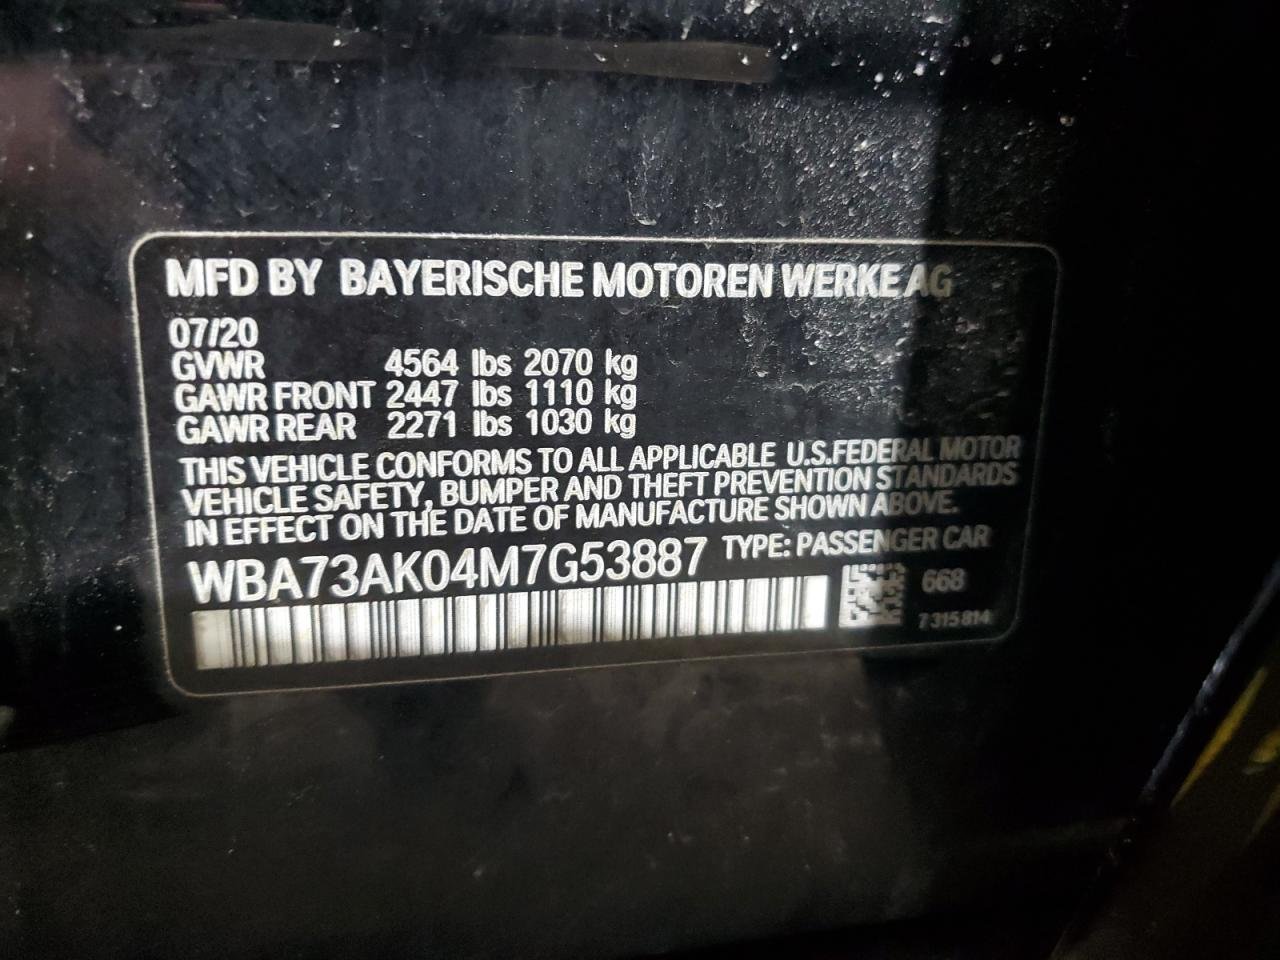 MFD BY BAYERISCHE MOTOREN WERKE AG
07/20
GVWR 4564 lbs 2070 kg
GAWR FRONT 2447 lbs 1110 kg
GAWR REAR 2271 lbs 1030 kg
THIS VEHICLE CONFORMS TO ALL APPLICABLE U.S.FEDERAL MOTOR
VEHICLE SAFETY, BUMPER AND THEFT PREVENTION STANDARDS
IN EFFECT ON THE DATE OF MANUFACTURE SHOWN ABOVE.
WBA73AK04M7G53887 TYPE: PASSENGER CAR
668
7 315 814